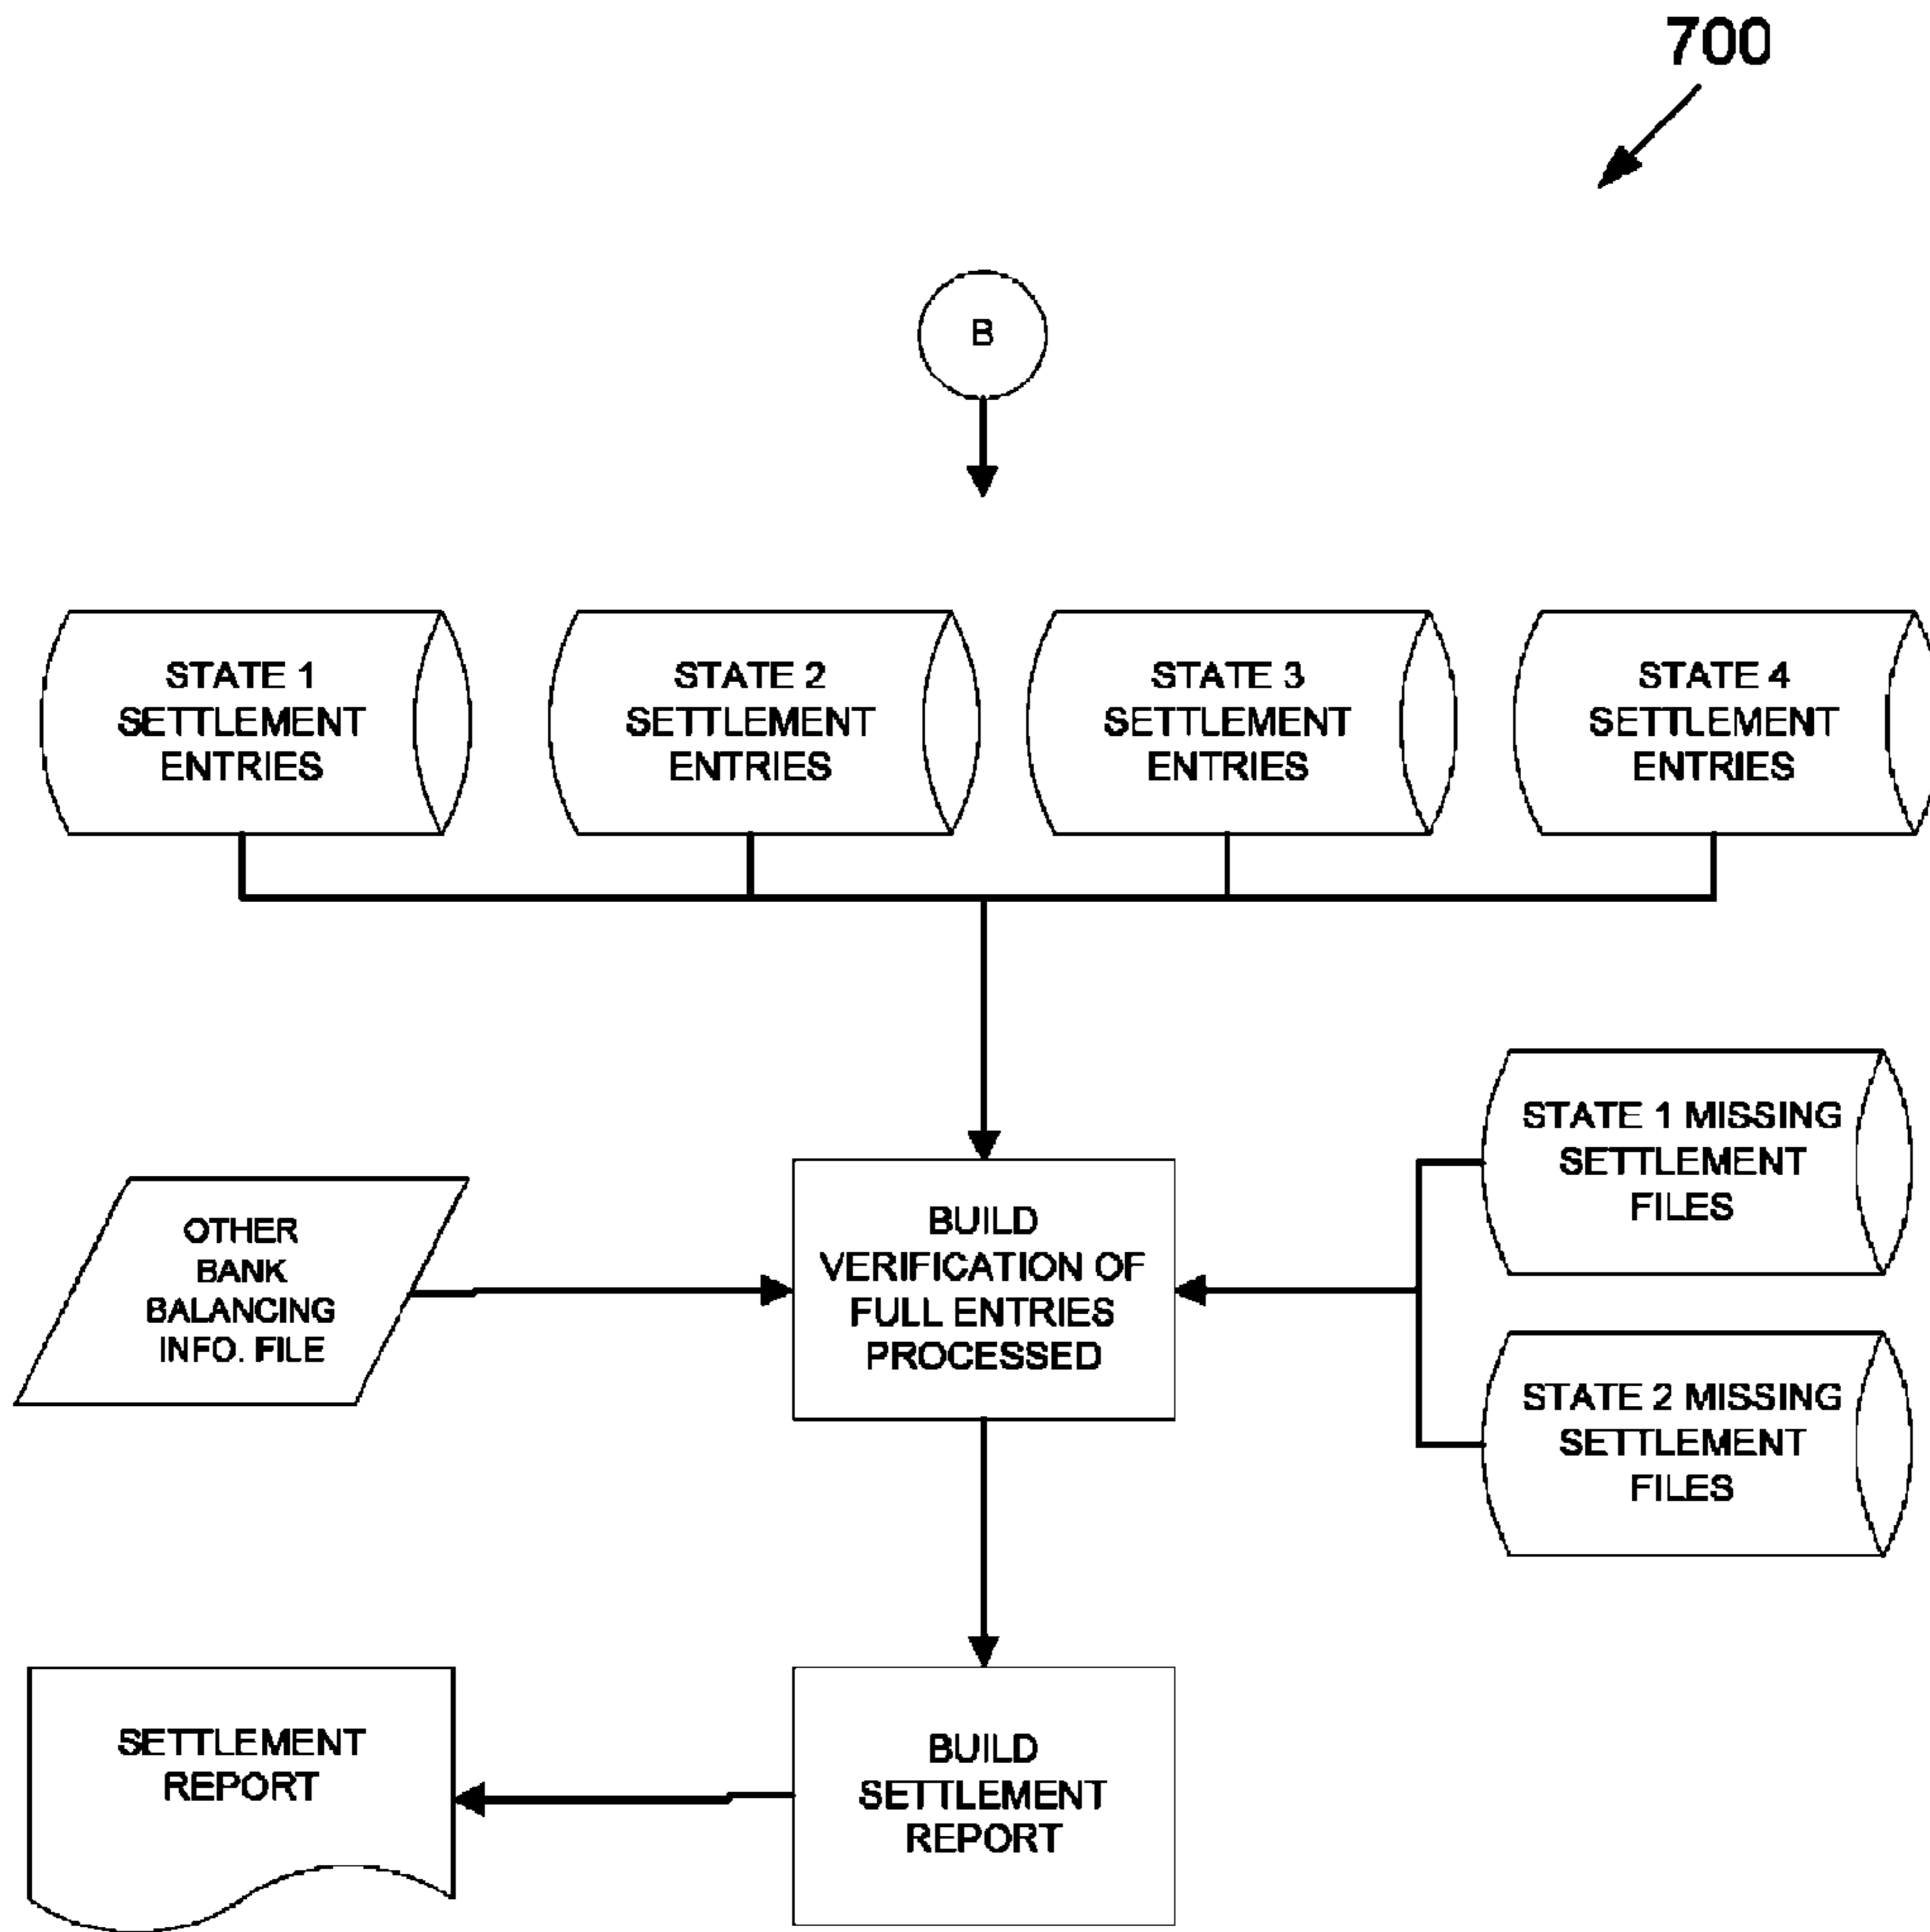 700
B
STATE 1
SETTLEMENT
ENTRIES
STATE 2
SETTLEMENT
ENTRIES
STATE 3
SETTLEMENT
ENTRIES
STATE 4
SETTLEMENT
ENTRIES
OTHER
BANK
BALANCING
INFO. FILE
BUILD
VERIFICATION OF
FULL ENTRIES
PROCESSED
STATE 1 MISSING
SETTLEMENT
FILES
STATE 2 MISSING
SETTLEMENT
FILES
SETTLEMENT
REPORT
BUILD
SETTLEMENT
REPORT